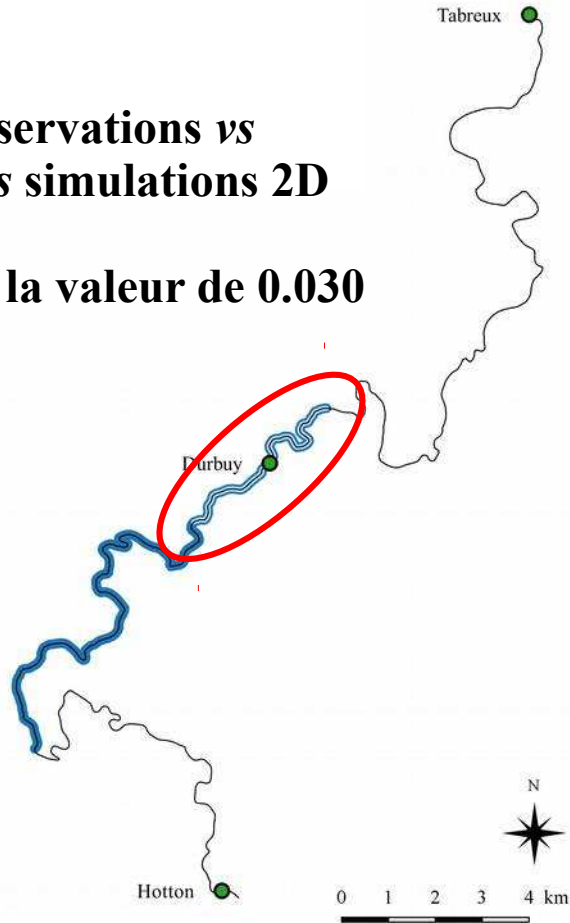 Tabreux
servations vs
s simulations 2D
la valeur de 0.030
Durbuy
N
Hotton
0 1 2 3 4 km